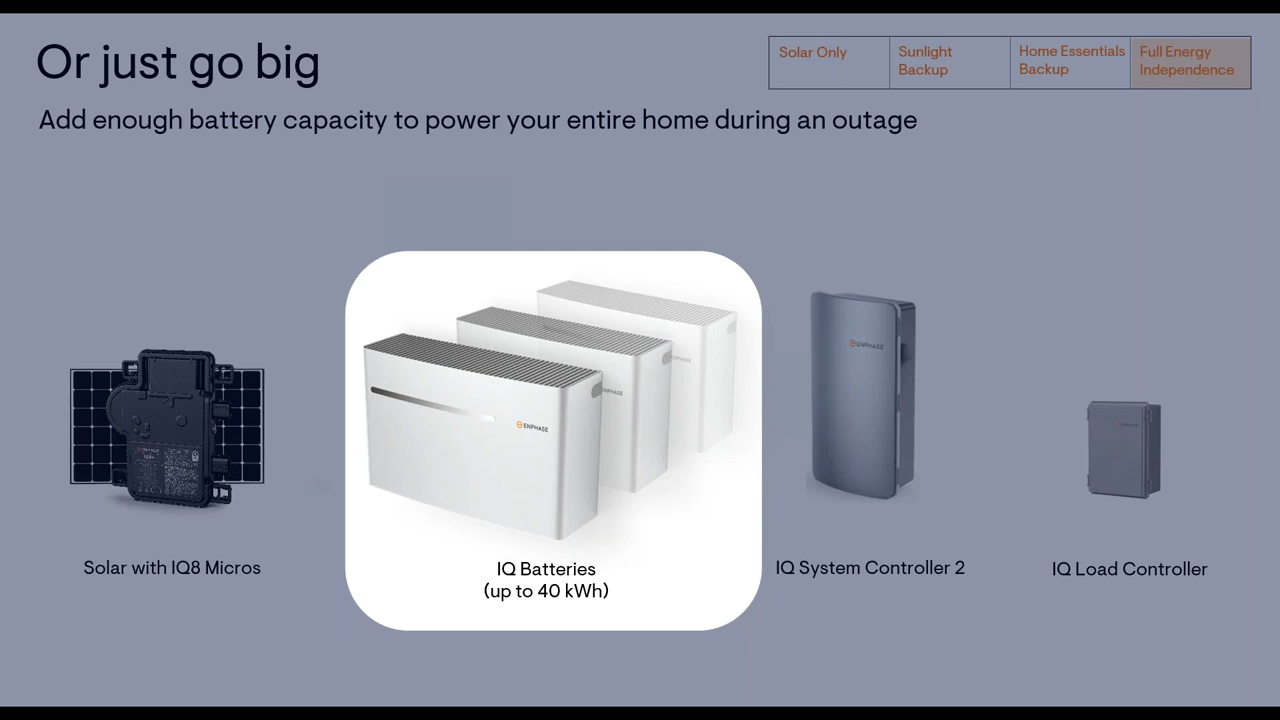 Or just go big
Solar Only
Sunlight
Backup
Home Essentials
Backup
Full Energy
Independence
Add enough battery capacity to power your entire home during an outage
ENPHASE
ENPHASE
ENPHASE
ENPHASE
Solar with IQ8 Micros
IQ Batteries
(up to 40 kWh)
IQ System Controller 2
IQ Load Controller